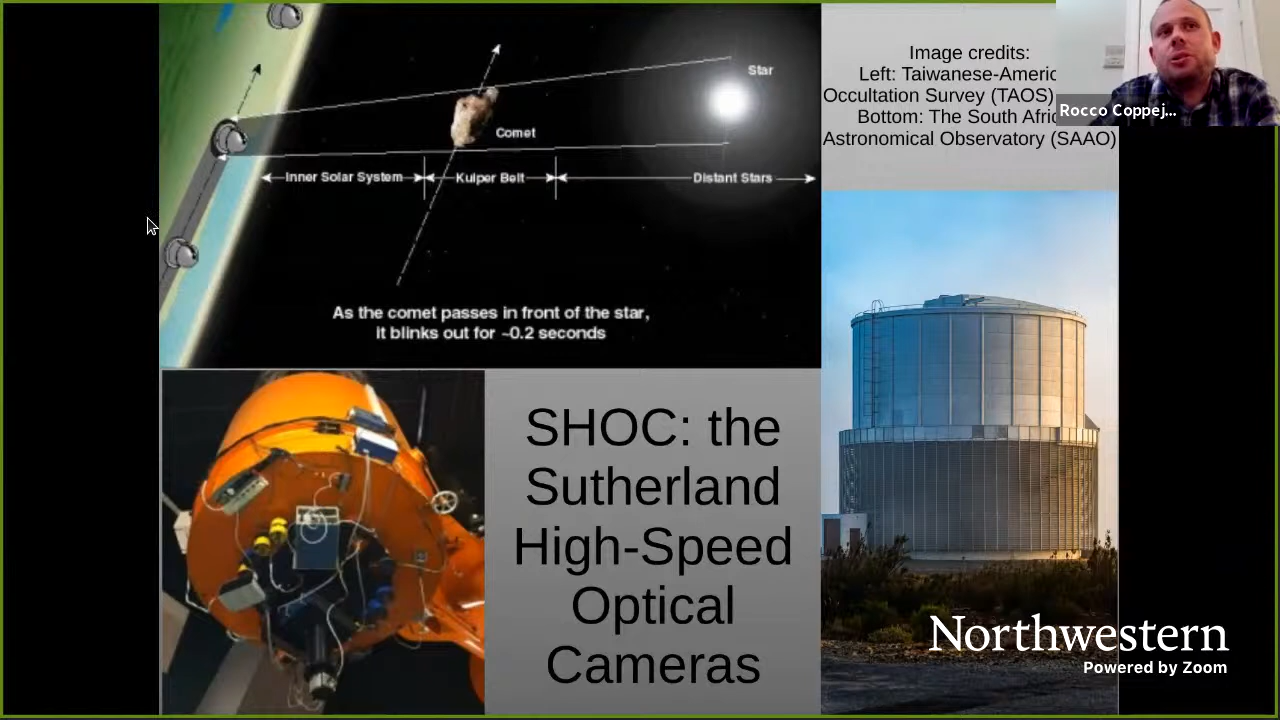 Star
Comet
Inner Solar System
Kuiper Belt
Distant Stars
As the comet passes in front of the star,
it blinks out for ~0.2 seconds
Image credits:
Left: Taiwanese-Americ
Occultation Survey (TAOS)
Bottom: The South Afric
Astronomical Observatory (SAAO)
Rocco Coppej...
SHOC: the
Sutherland
High-Speed
Optical
Cameras
Northwestern
Powered by Zoom